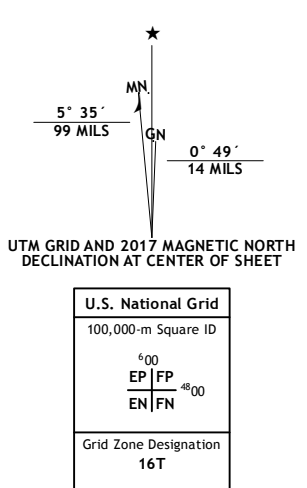 ★
MN
5° 35´
99 MILS
GN
0° 49´
14 MILS
UTM GRID AND 2017 MAGNETIC NORTH
DECLINATION AT CENTER OF SHEET
U.S. National Grid
100,000-m Square ID
600
EP FP
4800
EN FN
Grid Zone Designation
16T